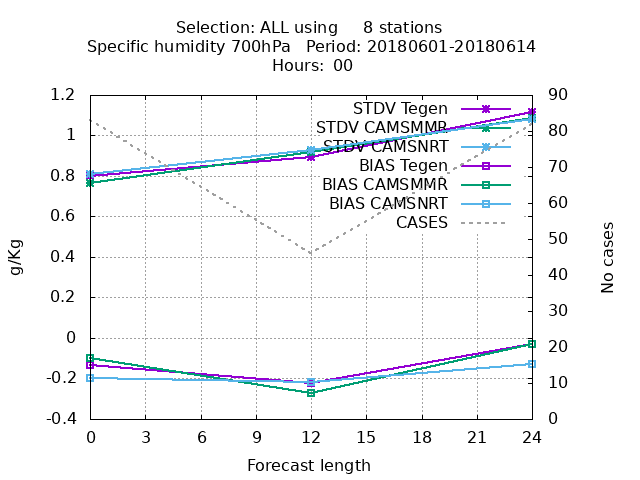 Selection: ALL using     8 stations
Specific humidity 700hPa   Period: 20180601-20180614
Hours:  00
1.2
1
0.8
0.6
0.4
0.2
0
-0.2
-0.4
g/Kg
90
80
70
60
50
40
30
20
10
0
No cases
STDV Tegen
STDV CAMSMMR
STDV CAMSNRT
BIAS Tegen
BIAS CAMSMMR
BIAS CAMSNRT
CASES
0 3 6 9 12 15 18 21 24
Forecast length